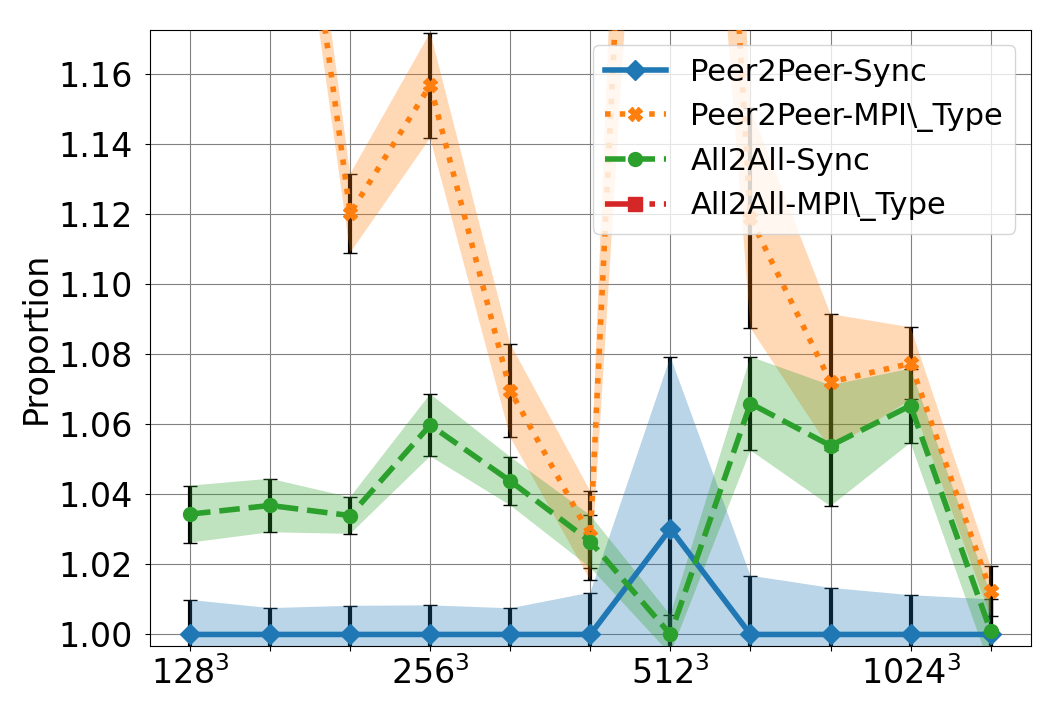 Peer2Peer-Sync
Peer2Peer-MPI\_Type
All2All-Sync
All2All-MPI\_Type
Proportion
1.16
1.14
1.12
1.10
1.08
1.06
1.04
1.02
1.00
128³ 256³ 512³ 1024³